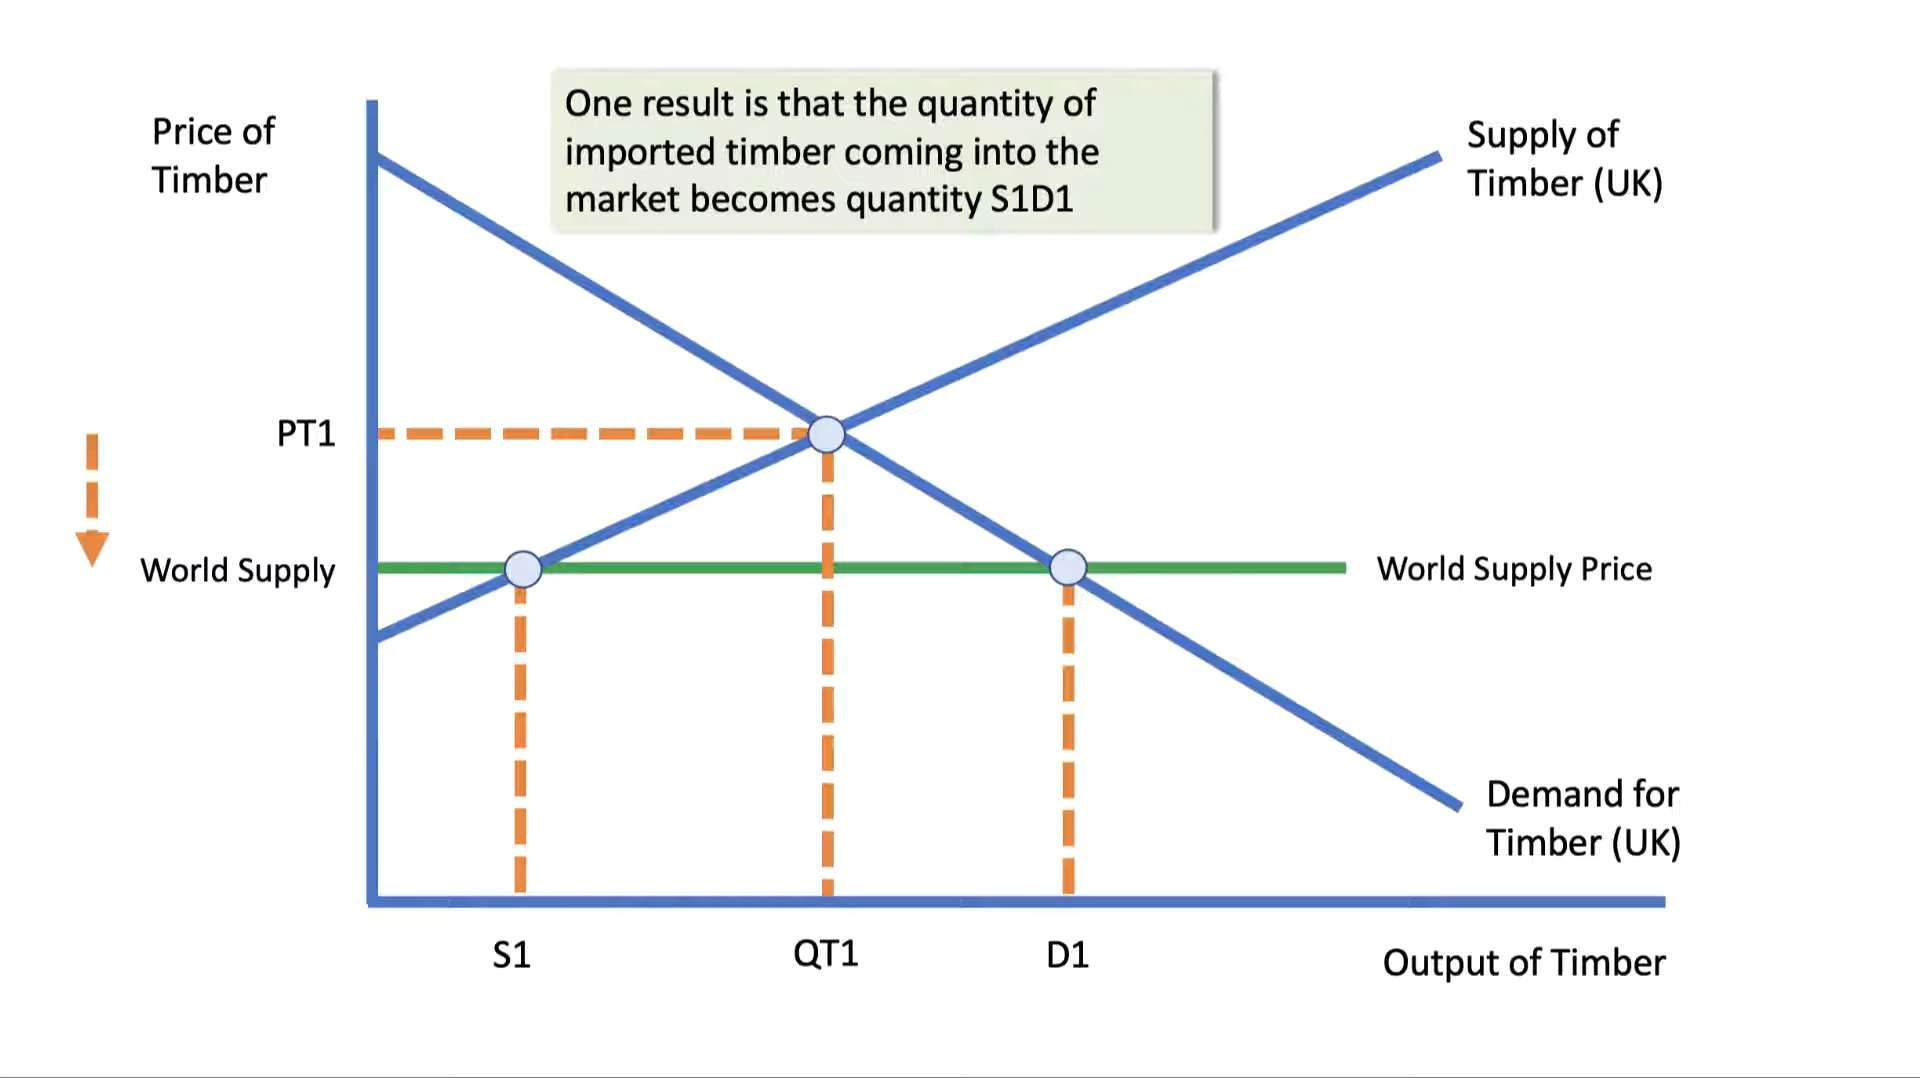 One result is that the quantity of
imported timber coming into the
market becomes quantity S1D1
Price of
Timber
Supply of
Timber (UK)
PT1
World Supply
World Supply Price
Demand for
Timber (UK)
S1
QT1
D1
Output of Timber